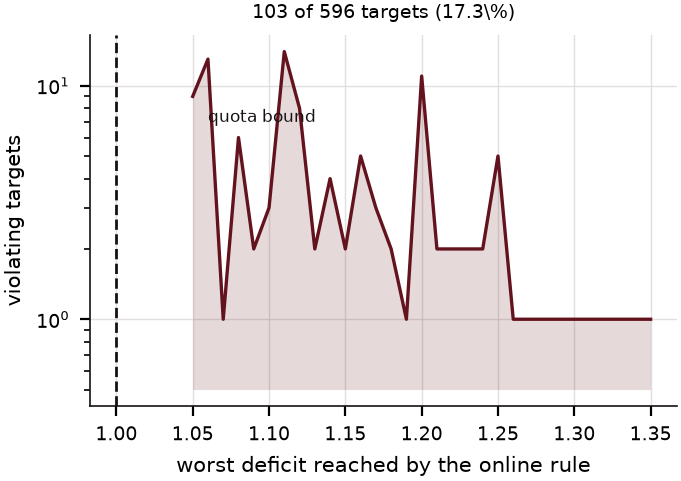 103 of 596 targets (17.3\%)
violating targets
10¹
10⁰
quota bound
1.00 1.05 1.10 1.15 1.20 1.25 1.30 1.35
worst deficit reached by the online rule